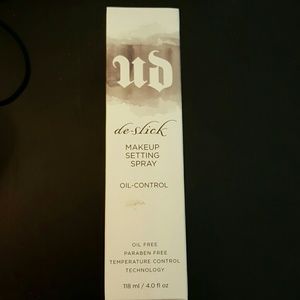 ud
de-slick
MAKEUP
SETTING
SPRAY
OIL-CONTROL
OIL FREE
PARABEN FREE
TEMPERATURE CONTROL
TECHNOLOGY
118 ml / 4.0 fl oz